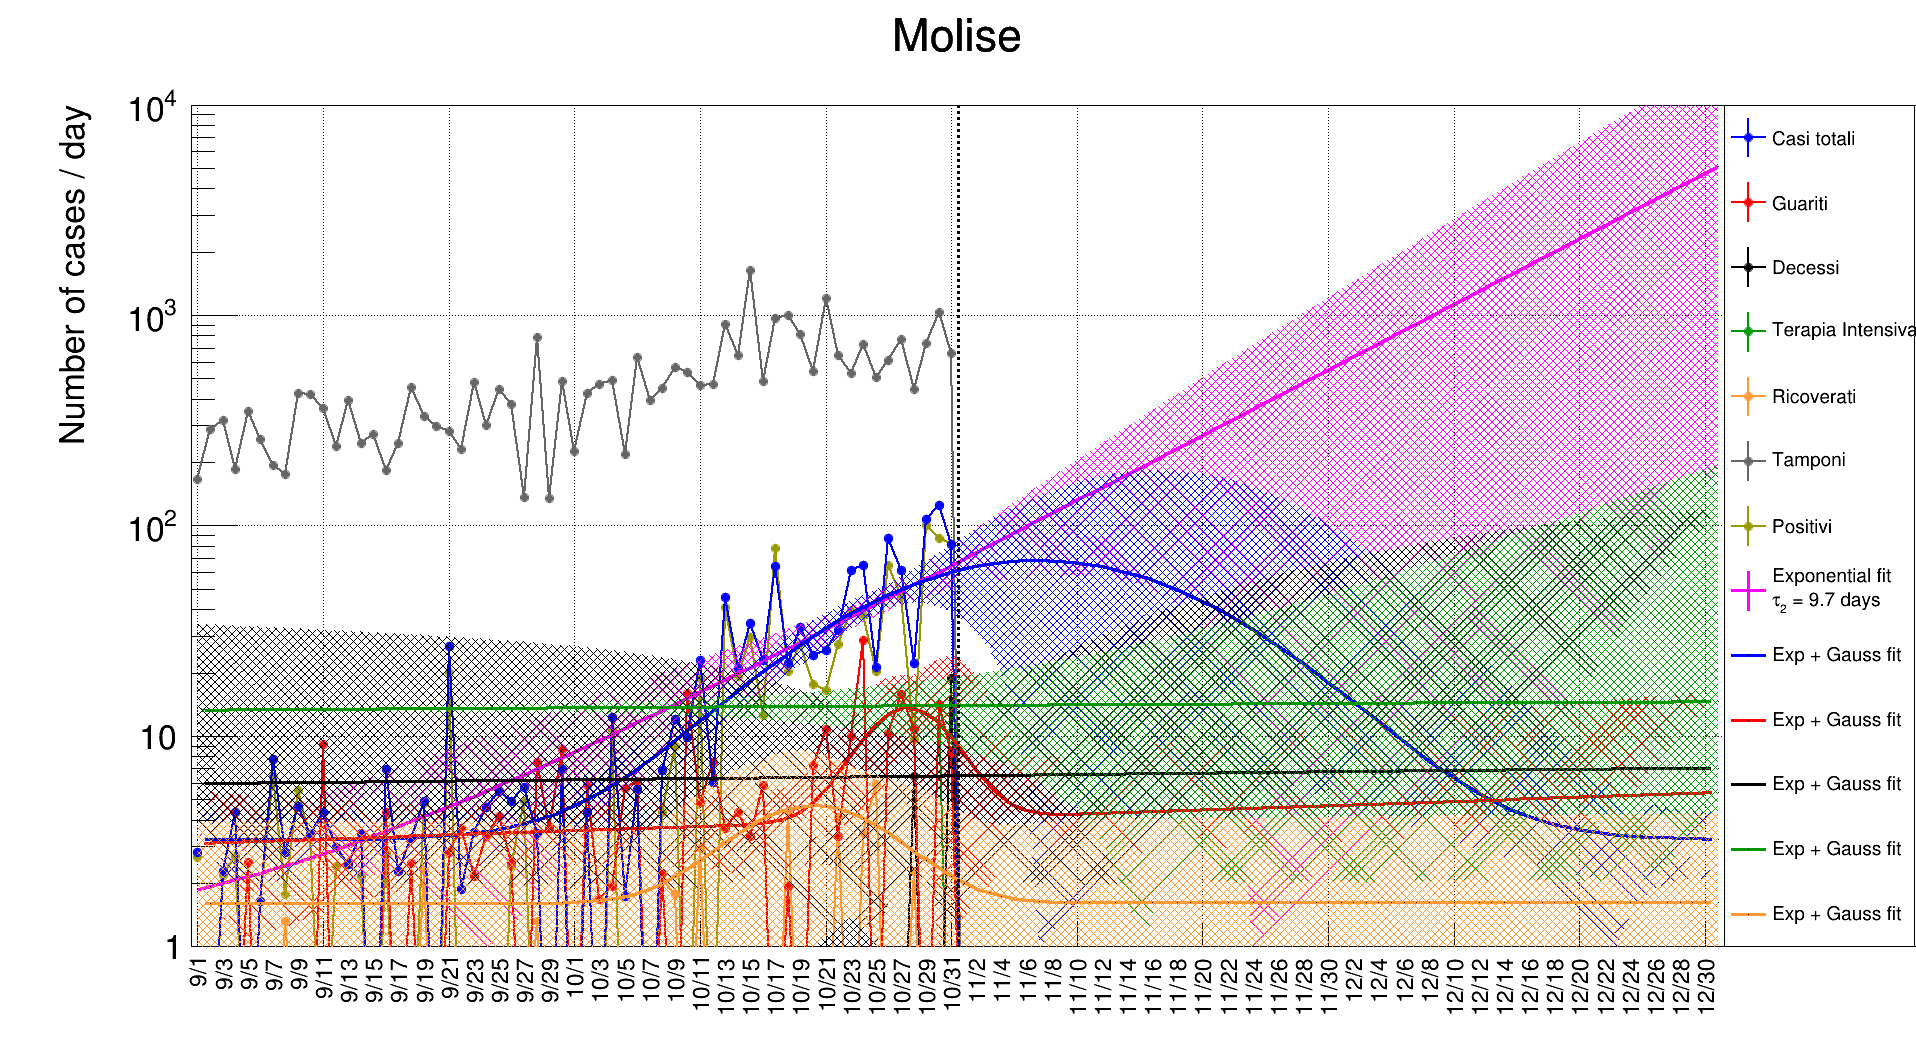 Molise
Number of cases / day
10^4
10^3
10^2
10
1
9/1 9/3 9/5 9/7 9/9 9/11 9/13 9/15 9/17 9/19 9/21 9/23 9/25 9/27 9/29 10/1 10/3 10/5 10/7 10/9 10/11 10/13 10/15 10/17 10/19 10/21 10/23 10/25 10/27 10/29 10/31 11/2 11/4 11/6 11/8 11/10 11/12 11/14 11/16 11/18 11/20 11/22 11/24 11/26 11/28 11/30 12/2 12/4 12/6 12/8 12/10 12/12 12/14 12/16 12/18 12/20 12/22 12/24 12/26 12/28 12/30
Casi totali
Guariti
Decessi
Terapia Intensiva
Ricoverati
Tamponi
Positivi
Exponential fit
τ₂ = 9.7 days
Exp + Gauss fit
Exp + Gauss fit
Exp + Gauss fit
Exp + Gauss fit
Exp + Gauss fit